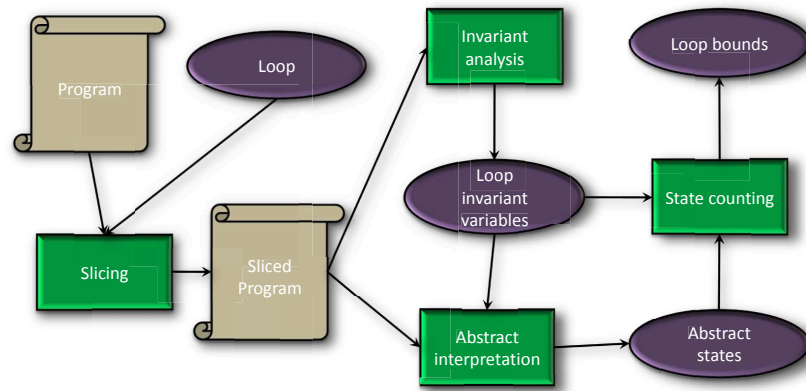 Program
Loop
Invariant
analysis
Loop bounds
Loop
invariant
variables
State counting
Slicing
Sliced
Program
Abstract
interpretation
Abstract
states